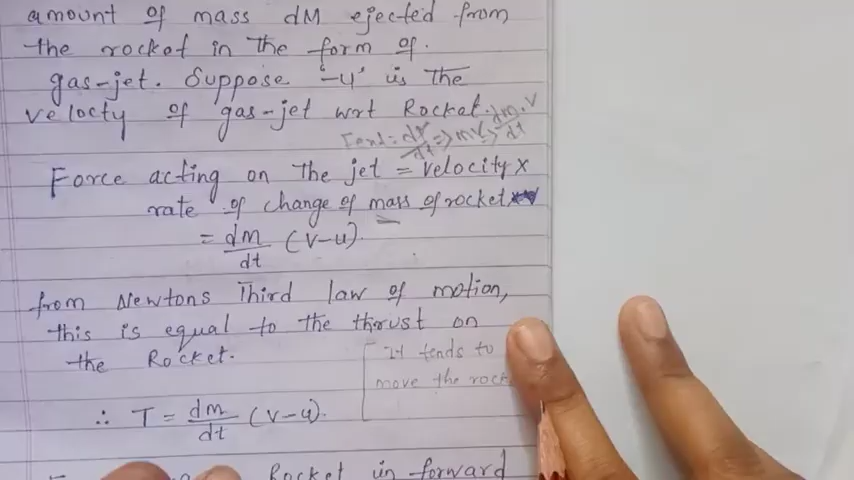 amount of mass dM ejected from
the rocket in the form of.
gas-jet. Suppose '-u' is the
velocty of gas-jet wrt Rocket.
dm/dt . V
Force acting on the jet = velocity ×
rate of change of mass of rocket
= dm/dt (V-u).
from Newtons Third law of motion,
this is equal to the thrust on
the Rocket.
It tends to
move the rock
∴ T = dm/dt (V-u).
Rocket in forward